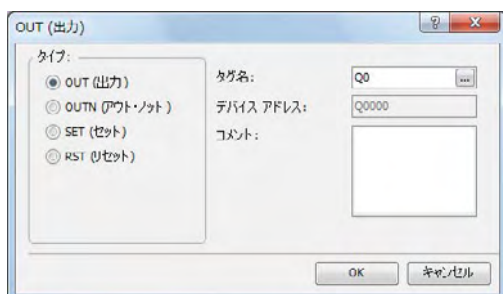 OUT (出力)
タイプ:
OUT (出力)
OUTN (アウト・ノット)
SET (セット)
RST (リセット)
タグ名:
Q0
...
デバイス アドレス:
Q0000
コメント:
OK
キャンセル